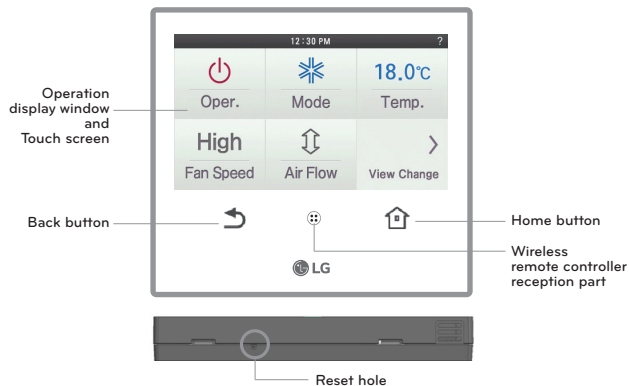 12:30 PM
?
18.0℃
Oper.
Mode
Temp.
High
Fan Speed
Air Flow
View Change
Operation
display window
and
Touch screen
Back button
Home button
Wireless
remote controller
reception part
LG
Reset hole